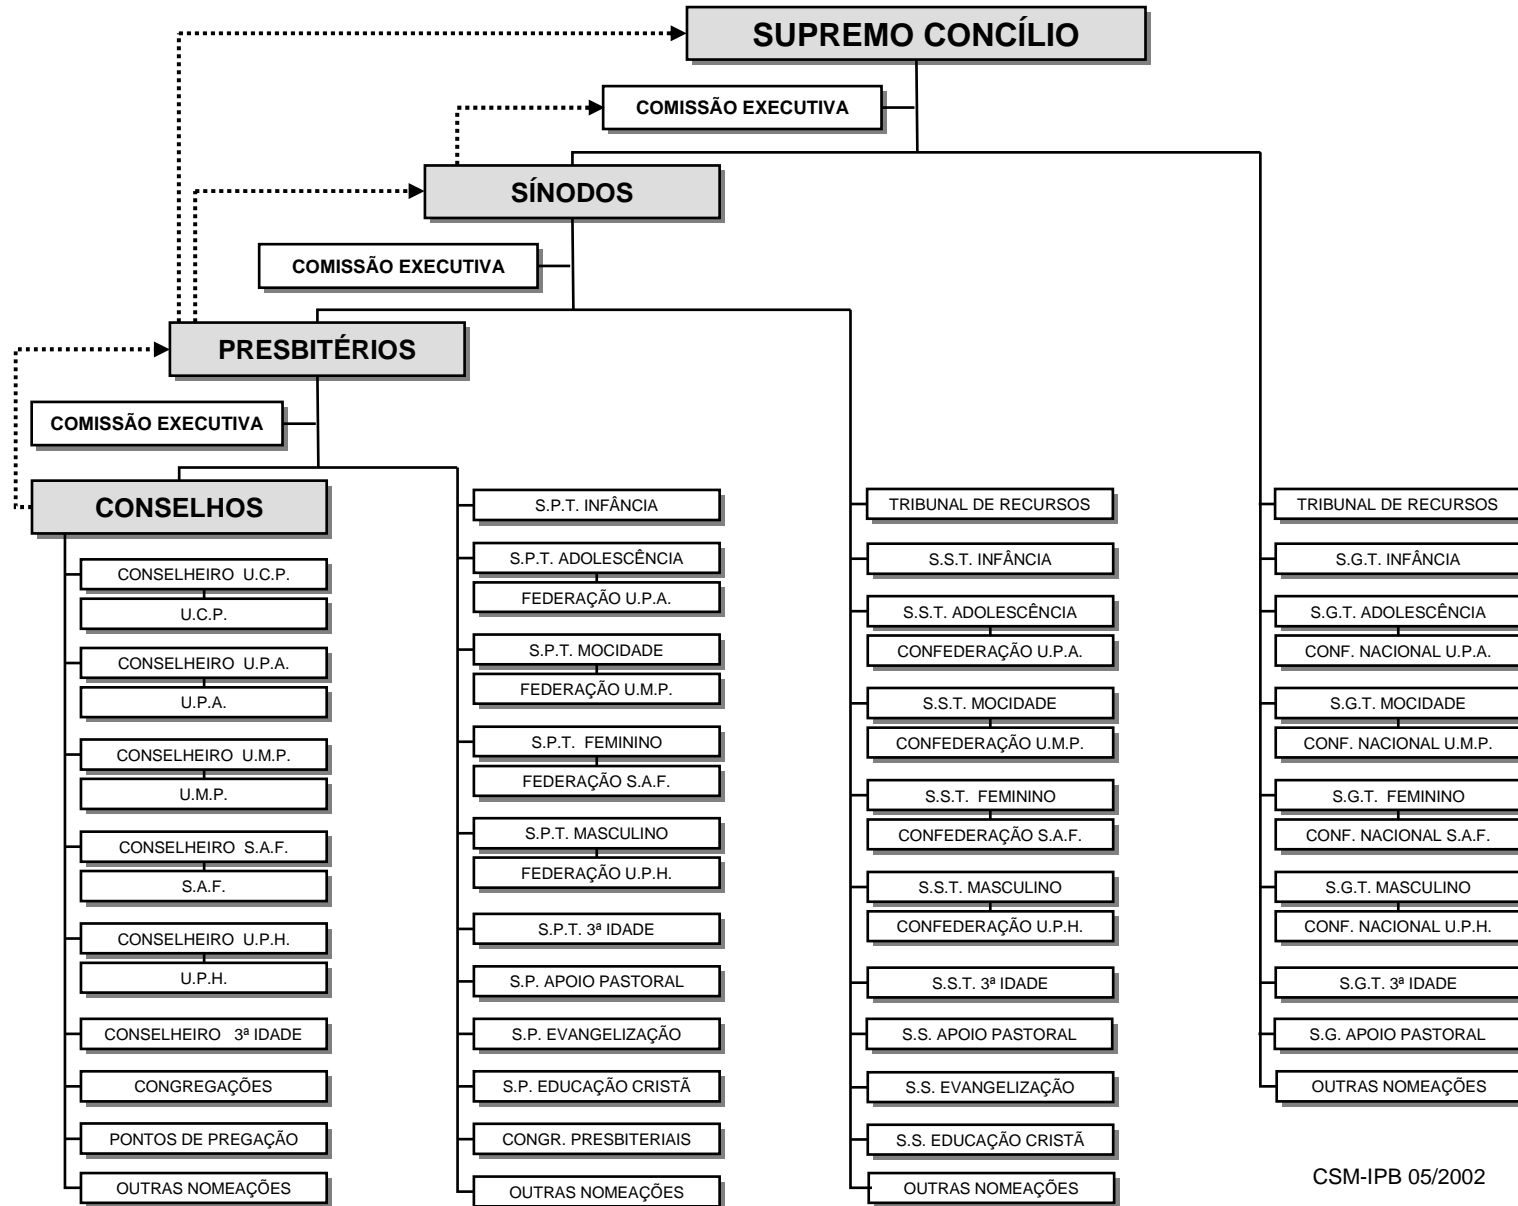 SUPREMO CONCÍLIO
COMISSÃO EXECUTIVA
SÍNODOS
COMISSÃO EXECUTIVA
PRESBITÉRIOS
COMISSÃO EXECUTIVA
CONSELHOS
CONSELHEIRO U.C.P.
U.C.P.
CONSELHEIRO U.P.A.
U.P.A.
CONSELHEIRO U.M.P.
U.M.P.
CONSELHEIRO S.A.F.
S.A.F.
CONSELHEIRO U.P.H.
U.P.H.
CONSELHEIRO 3ª IDADE
CONGREGAÇÕES
PONTOS DE PREGAÇÃO
OUTRAS NOMEAÇÕES
S.P.T. INFÂNCIA
S.P.T. ADOLESCÊNCIA
FEDERAÇÃO U.P.A.
S.P.T. MOCIDADE
FEDERAÇÃO U.M.P.
S.P.T. FEMININO
FEDERAÇÃO S.A.F.
S.P.T. MASCULINO
FEDERAÇÃO U.P.H.
S.P.T. 3ª IDADE
S.P. APOIO PASTORAL
S.P. EVANGELIZAÇÃO
S.P. EDUCAÇÃO CRISTÃ
CONGR. PRESBITERIAIS
OUTRAS NOMEAÇÕES
TRIBUNAL DE RECURSOS
S.S.T. INFÂNCIA
S.S.T. ADOLESCÊNCIA
CONFEDERAÇÃO U.P.A.
S.S.T. MOCIDADE
CONFEDERAÇÃO U.M.P.
S.S.T. FEMININO
CONFEDERAÇÃO S.A.F.
S.S.T. MASCULINO
CONFEDERAÇÃO U.P.H.
S.S.T. 3ª IDADE
S.S. APOIO PASTORAL
S.S. EVANGELIZAÇÃO
S.S. EDUCAÇÃO CRISTÃ
OUTRAS NOMEAÇÕES
TRIBUNAL DE RECURSOS
S.G.T. INFÂNCIA
S.G.T. ADOLESCÊNCIA
CONF. NACIONAL U.P.A.
S.G.T. MOCIDADE
CONF. NACIONAL U.M.P.
S.G.T. FEMININO
CONF. NACIONAL S.A.F.
S.G.T. MASCULINO
CONF. NACIONAL U.P.H.
S.G.T. 3ª IDADE
S.G. APOIO PASTORAL
OUTRAS NOMEAÇÕES
CSM-IPB 05/2002